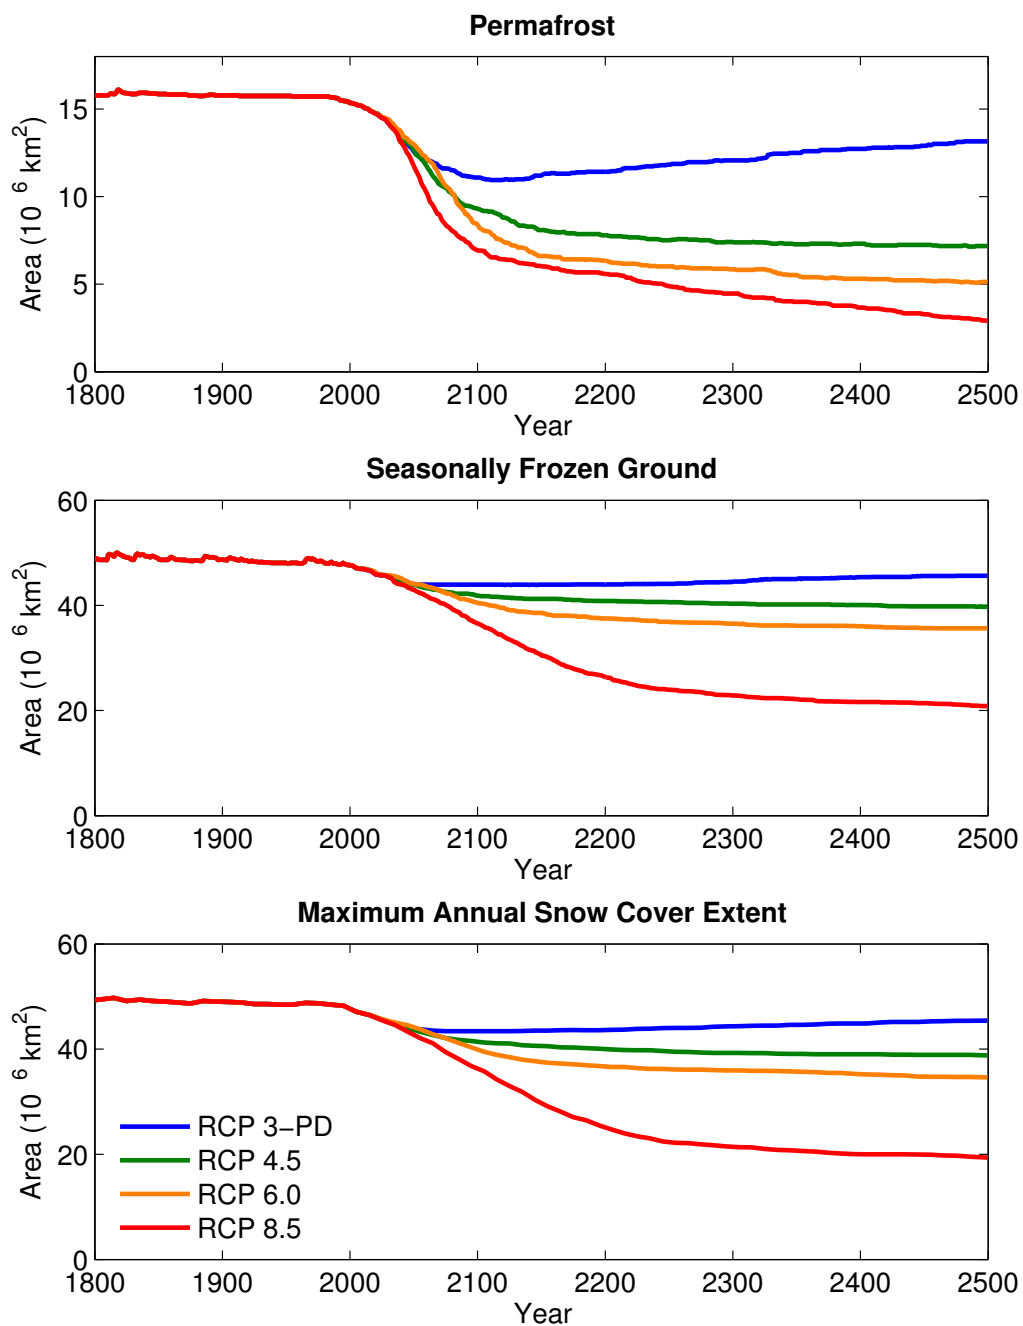 Permafrost
Area (10 6 km2)
15
10
5
0
1800 1900 2000 2100 2200 2300 2400 2500
Year
Seasonally Frozen Ground
Area (10 6 km2)
60
40
20
0
1800 1900 2000 2100 2200 2300 2400 2500
Year
Maximum Annual Snow Cover Extent
Area (10 6 km2)
60
40
20
0
RCP 3−PD
RCP 4.5
RCP 6.0
RCP 8.5
1800 1900 2000 2100 2200 2300 2400 2500
Year